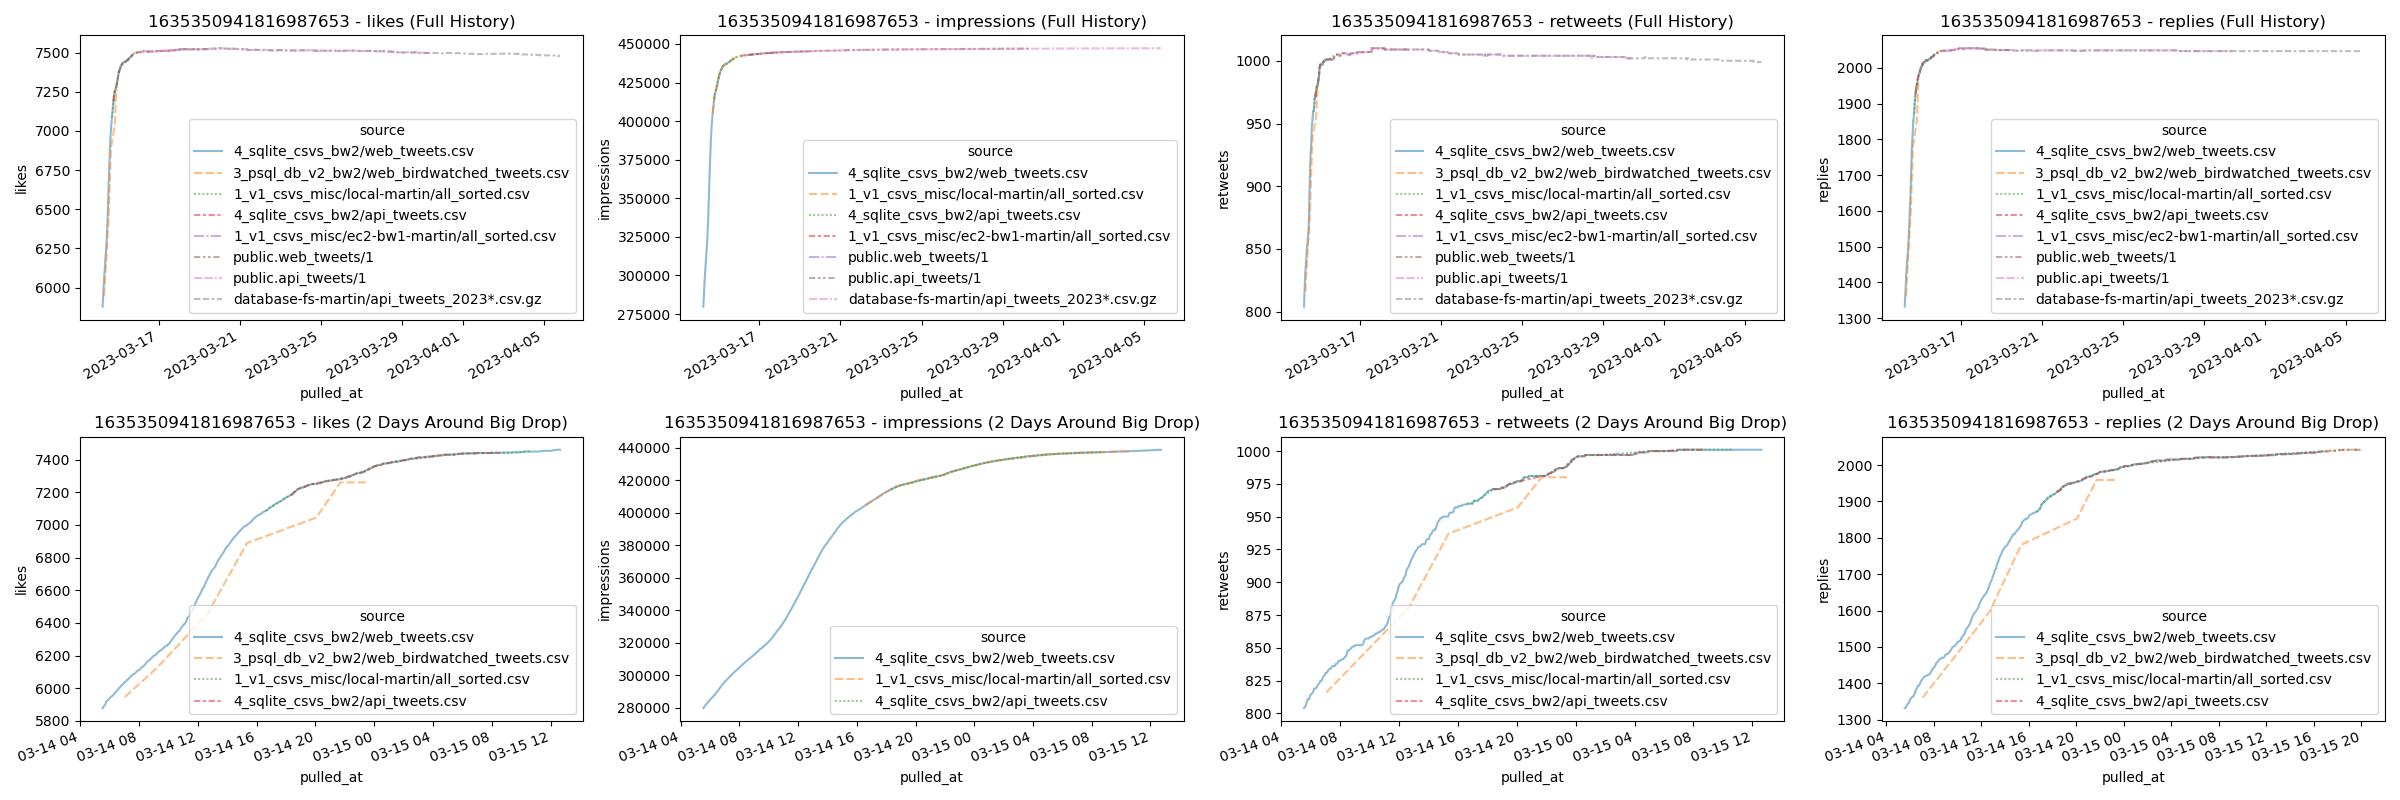 1635350941816987653 - likes (Full History)
7500
7250
7000
6750
6500
6250
6000
likes
source
4_sqlite_csvs_bw2/web_tweets.csv
3_psql_db_v2_bw2/web_birdwatched_tweets.csv
1_v1_csvs_misc/local-martin/all_sorted.csv
4_sqlite_csvs_bw2/api_tweets.csv
1_v1_csvs_misc/ec2-bw1-martin/all_sorted.csv
public.web_tweets/1
public.api_tweets/1
database-fs-martin/api_tweets_2023*.csv.gz
2023-03-17
2023-03-21
2023-03-25
2023-03-29
2023-04-01
2023-04-05
pulled_at
1635350941816987653 - impressions (Full History)
450000
425000
400000
375000
350000
325000
300000
275000
impressions
source
4_sqlite_csvs_bw2/web_tweets.csv
1_v1_csvs_misc/local-martin/all_sorted.csv
4_sqlite_csvs_bw2/api_tweets.csv
1_v1_csvs_misc/ec2-bw1-martin/all_sorted.csv
public.web_tweets/1
public.api_tweets/1
database-fs-martin/api_tweets_2023*.csv.gz
2023-03-17
2023-03-21
2023-03-25
2023-03-29
2023-04-01
2023-04-05
pulled_at
1635350941816987653 - retweets (Full History)
1000
950
900
850
800
retweets
source
4_sqlite_csvs_bw2/web_tweets.csv
3_psql_db_v2_bw2/web_birdwatched_tweets.csv
1_v1_csvs_misc/local-martin/all_sorted.csv
4_sqlite_csvs_bw2/api_tweets.csv
1_v1_csvs_misc/ec2-bw1-martin/all_sorted.csv
public.web_tweets/1
public.api_tweets/1
database-fs-martin/api_tweets_2023*.csv.gz
2023-03-17
2023-03-21
2023-03-25
2023-03-29
2023-04-01
2023-04-05
pulled_at
1635350941816987653 - replies (Full History)
2000
1900
1800
1700
1600
1500
1400
1300
replies
source
4_sqlite_csvs_bw2/web_tweets.csv
3_psql_db_v2_bw2/web_birdwatched_tweets.csv
1_v1_csvs_misc/local-martin/all_sorted.csv
4_sqlite_csvs_bw2/api_tweets.csv
1_v1_csvs_misc/ec2-bw1-martin/all_sorted.csv
public.web_tweets/1
public.api_tweets/1
database-fs-martin/api_tweets_2023*.csv.gz
2023-03-17
2023-03-21
2023-03-25
2023-03-29
2023-04-01
2023-04-05
pulled_at
1635350941816987653 - likes (2 Days Around Big Drop)
7400
7200
7000
6800
6600
6400
6200
6000
5800
likes
source
4_sqlite_csvs_bw2/web_tweets.csv
3_psql_db_v2_bw2/web_birdwatched_tweets.csv
1_v1_csvs_misc/local-martin/all_sorted.csv
4_sqlite_csvs_bw2/api_tweets.csv
03-14 04
03-14 08
03-14 12
03-14 16
03-14 20
03-15 00
03-15 04
03-15 08
03-15 12
pulled_at
1635350941816987653 - impressions (2 Days Around Big Drop)
440000
420000
400000
380000
360000
340000
320000
300000
280000
impressions
source
4_sqlite_csvs_bw2/web_tweets.csv
1_v1_csvs_misc/local-martin/all_sorted.csv
4_sqlite_csvs_bw2/api_tweets.csv
03-14 04
03-14 08
03-14 12
03-14 16
03-14 20
03-15 00
03-15 04
03-15 08
03-15 12
pulled_at
1635350941816987653 - retweets (2 Days Around Big Drop)
1000
975
950
925
900
875
850
825
800
retweets
source
4_sqlite_csvs_bw2/web_tweets.csv
3_psql_db_v2_bw2/web_birdwatched_tweets.csv
1_v1_csvs_misc/local-martin/all_sorted.csv
4_sqlite_csvs_bw2/api_tweets.csv
03-14 04
03-14 08
03-14 12
03-14 16
03-14 20
03-15 00
03-15 04
03-15 08
03-15 12
pulled_at
1635350941816987653 - replies (2 Days Around Big Drop)
2000
1900
1800
1700
1600
1500
1400
1300
replies
source
4_sqlite_csvs_bw2/web_tweets.csv
3_psql_db_v2_bw2/web_birdwatched_tweets.csv
1_v1_csvs_misc/local-martin/all_sorted.csv
4_sqlite_csvs_bw2/api_tweets.csv
03-14 04
03-14 08
03-14 12
03-14 16
03-14 20
03-15 00
03-15 04
03-15 08
03-15 12
03-15 16
03-15 20
pulled_at